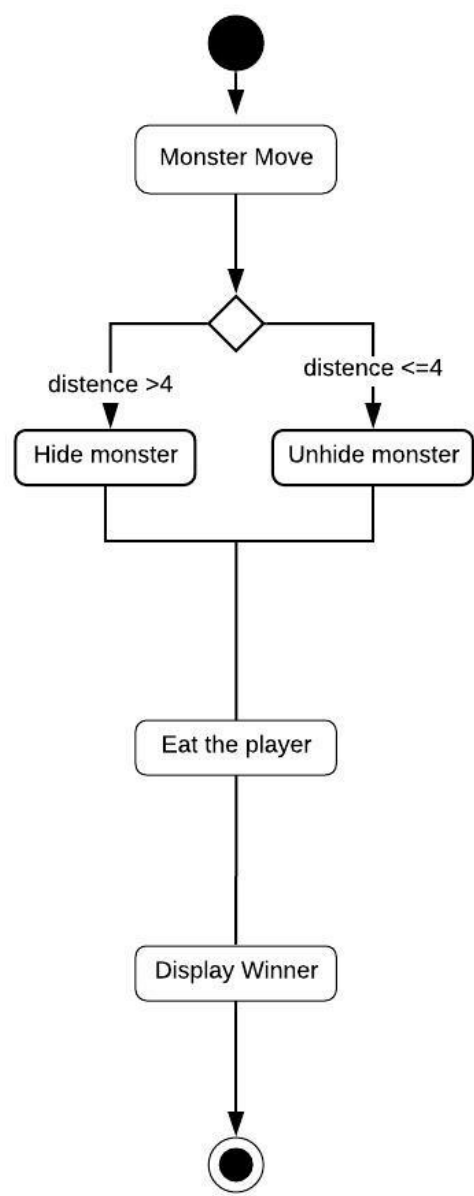 Monster Move
distence >4
distence <=4
Hide monster
Unhide monster
Eat the player
Display Winner